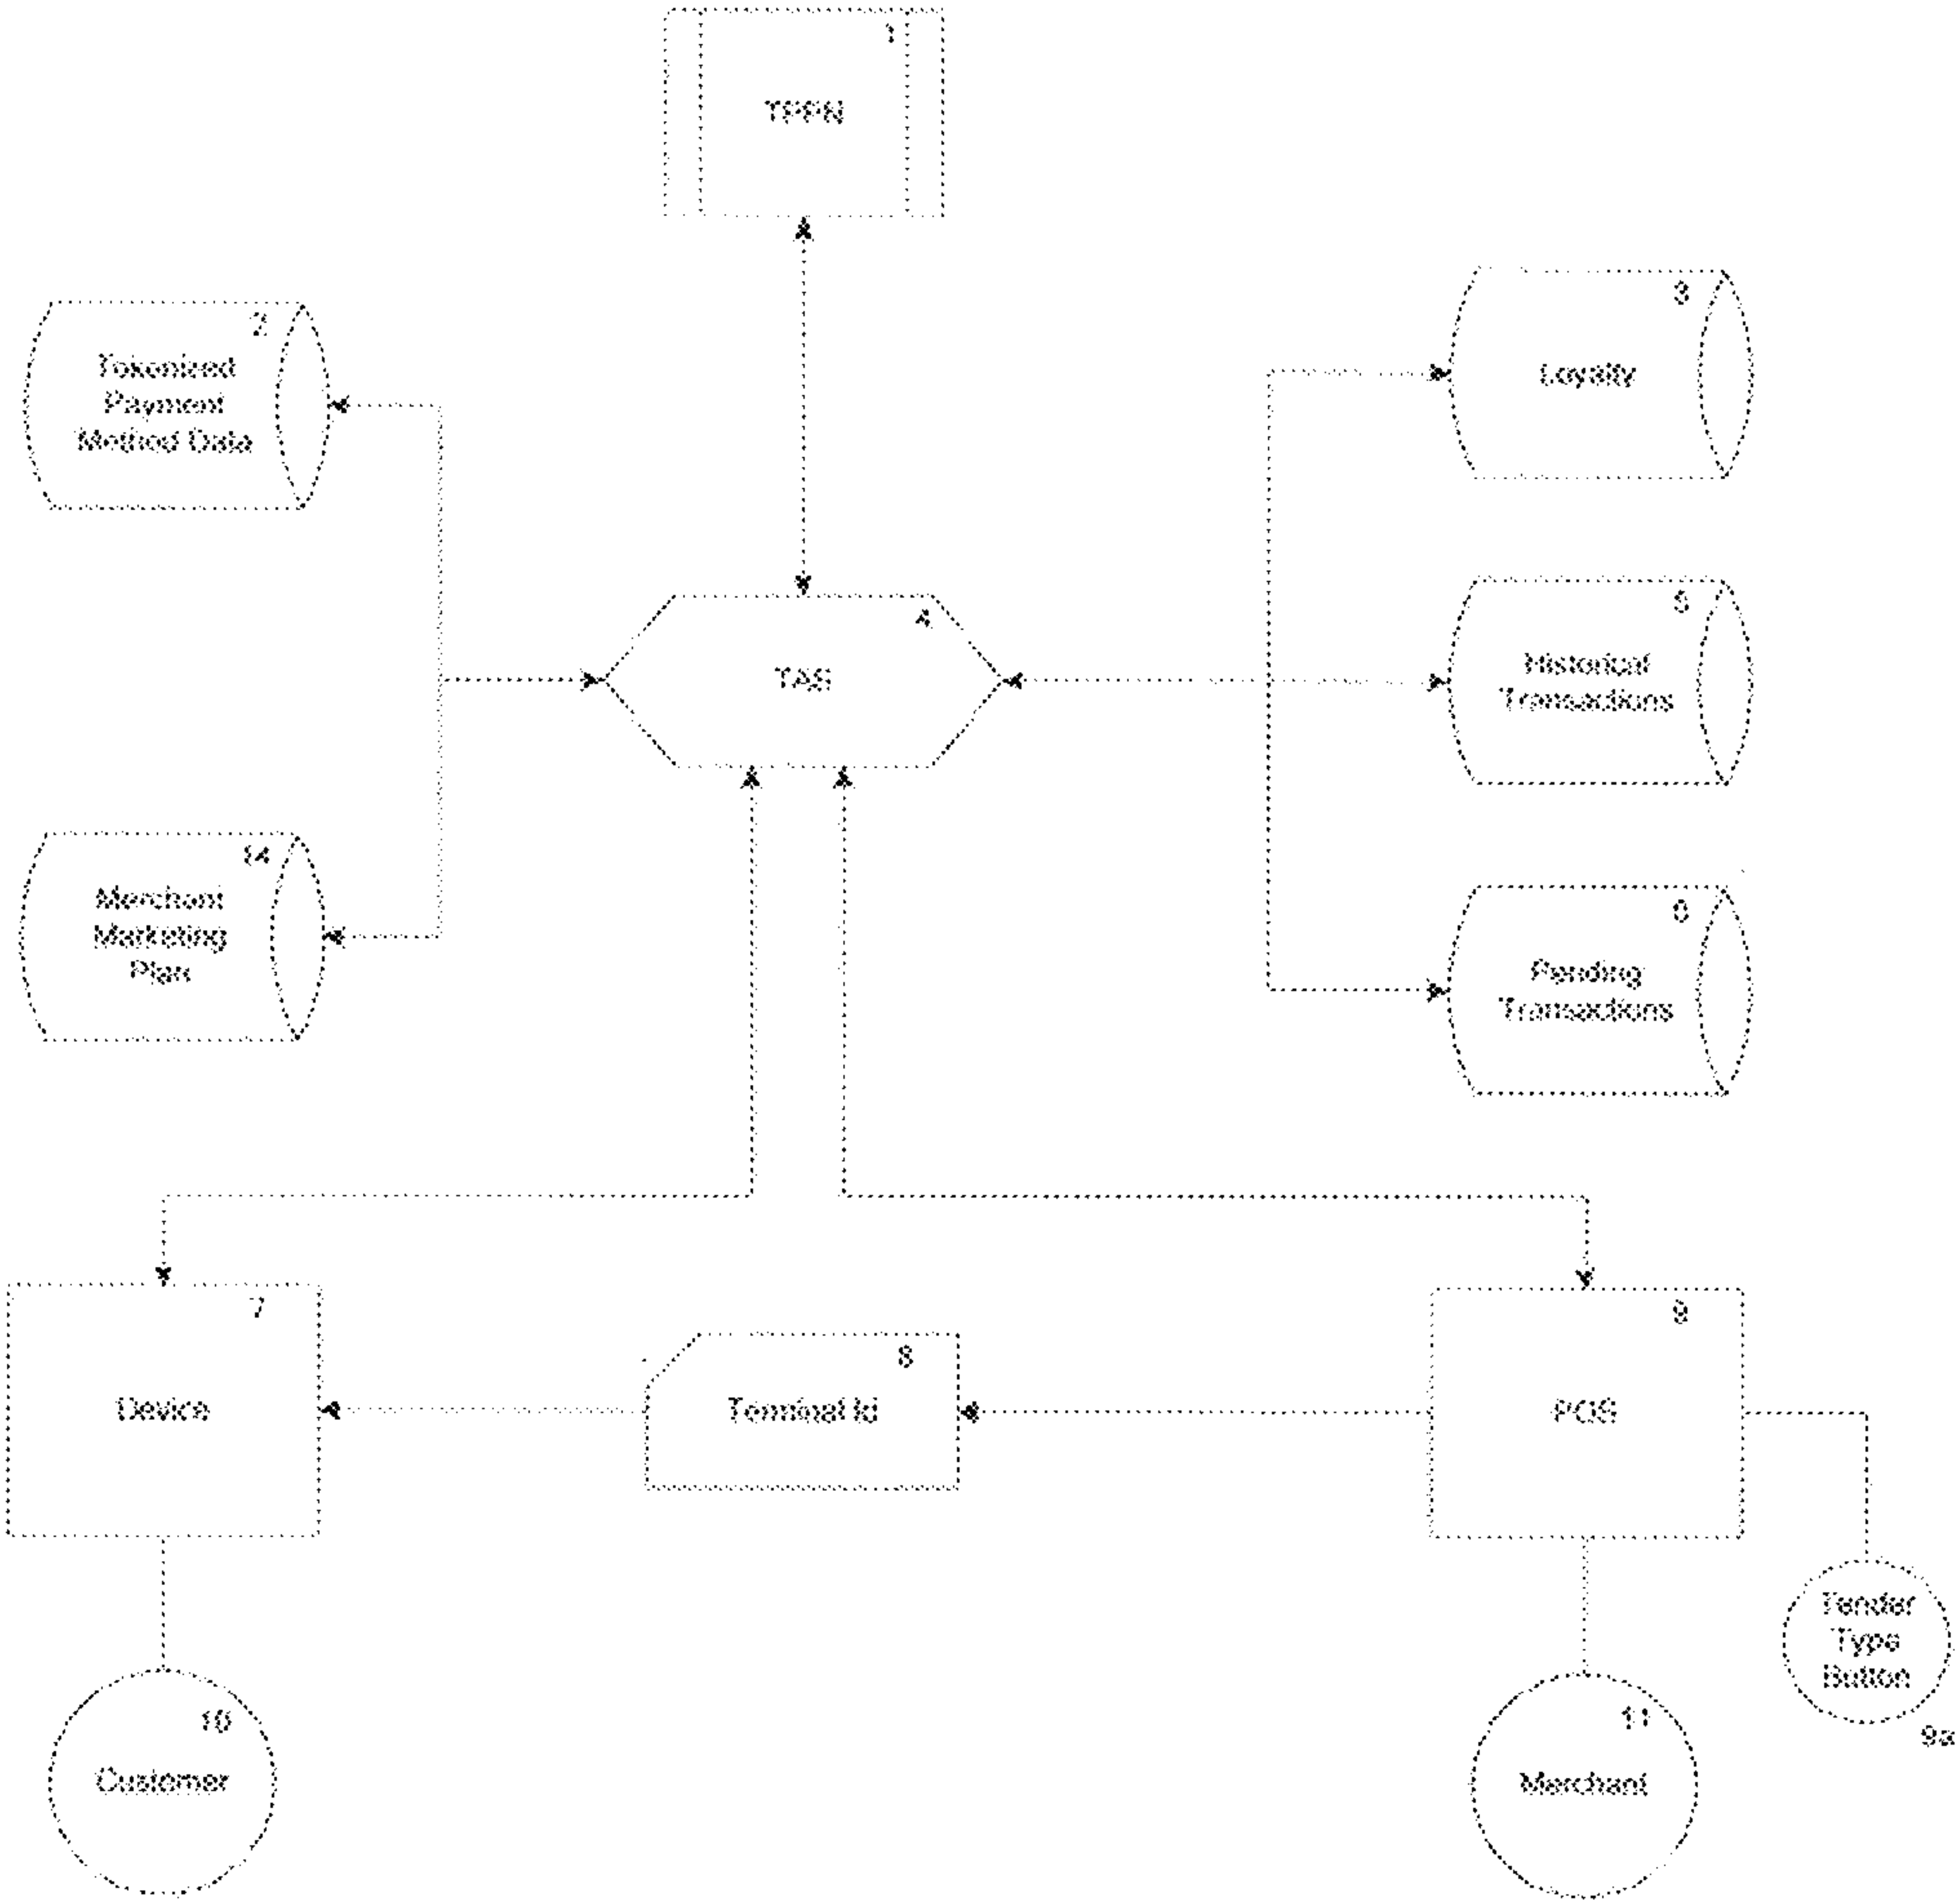 1
TPPN
2
Tokenized
Payment
Method Data
3
Loyalty
4
TAS
5
Historical
Transactions
14
Merchant
Marketing
Plan
Pending
Transactions
7
Device
8
Terminal Id
9
POS
Tender
Type
Button
9a
10
Customer
11
Merchant